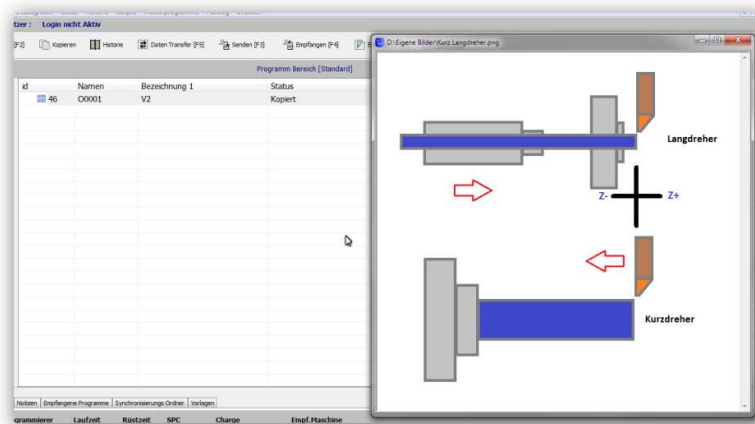 tzer : Login nicht Aktiv
[F2] Kopieren Historie Daten Transfer [F5] Senden [F3] Empfangen [F4]
Programm Bereich [Standard]
id Namen Bezeichnung 1 Status
46 O0001 V2 Kopiert
Notizen Empfangene Programme Synchronisierungs Ordner Vorlagen
grammierer Laufzeit Rüstzeit SPC Charge Empf.Maschine
D:\Eigene Bilder\Kurz Langdreher.png
Langdreher
Z- Z+
Kurzdreher